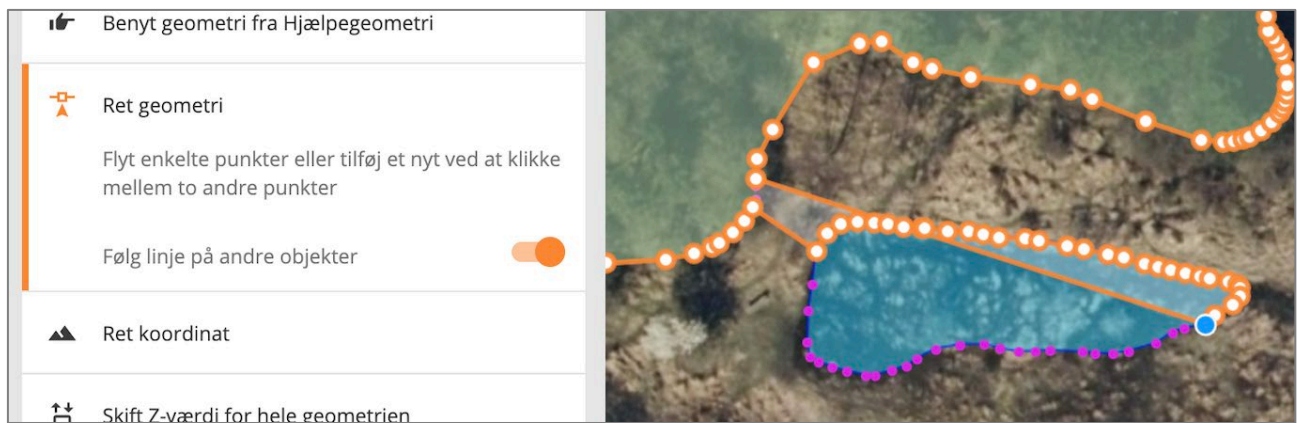 Benyt geometri fra Hjælpegeometri
Ret geometri
Flyt enkelte punkter eller tilføj et nyt ved at klikke
mellem to andre punkter
Følg linje på andre objekter
Ret koordinat
Skift Z-værdi for hele geometrien